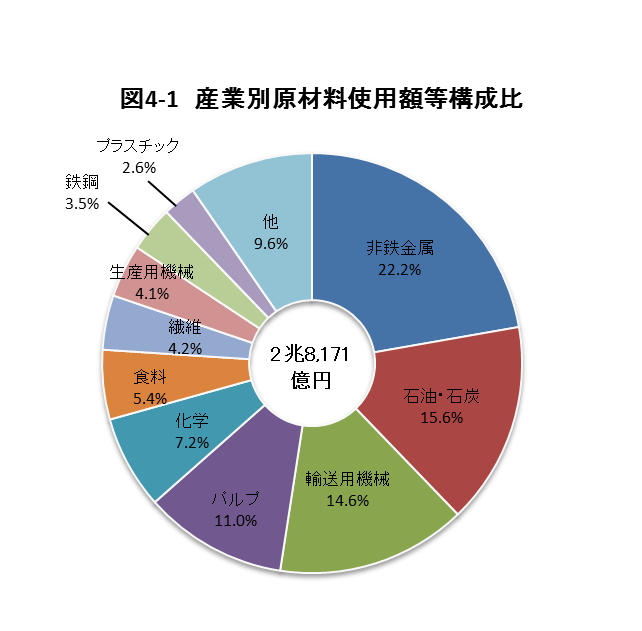 図4-1 産業別原材料使用額等構成比
プラスチック
2.6%
鉄鋼
3.5%
他
9.6%
非鉄金属
22.2%
生産用機械
4.1%
繊維
4.2%
２兆8,171
億円
食料
5.4%
石油・石炭
15.6%
化学
7.2%
輸送用機械
14.6%
パルプ
11.0%